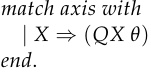 match axis with
| X ⇒ (QX θ)
end.